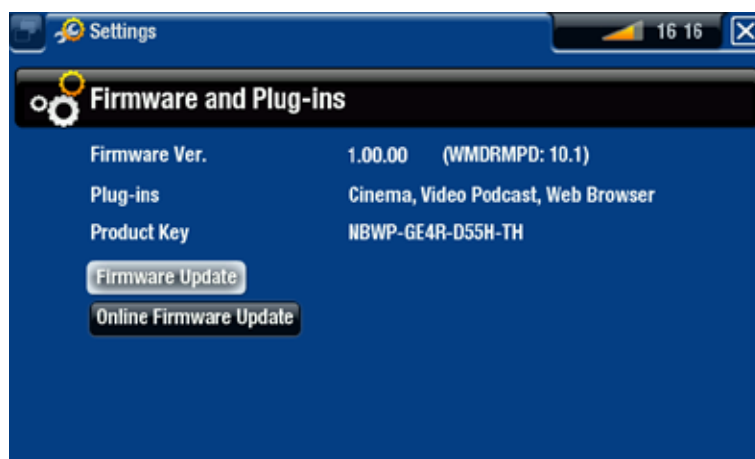 Settings 16 16
Firmware and Plug-ins
Firmware Ver. 1.00.00 (WMDRMPD: 10.1)
Plug-ins Cinema, Video Podcast, Web Browser
Product Key NBWP-GE4R-D55H-TH
Firmware Update
Online Firmware Update